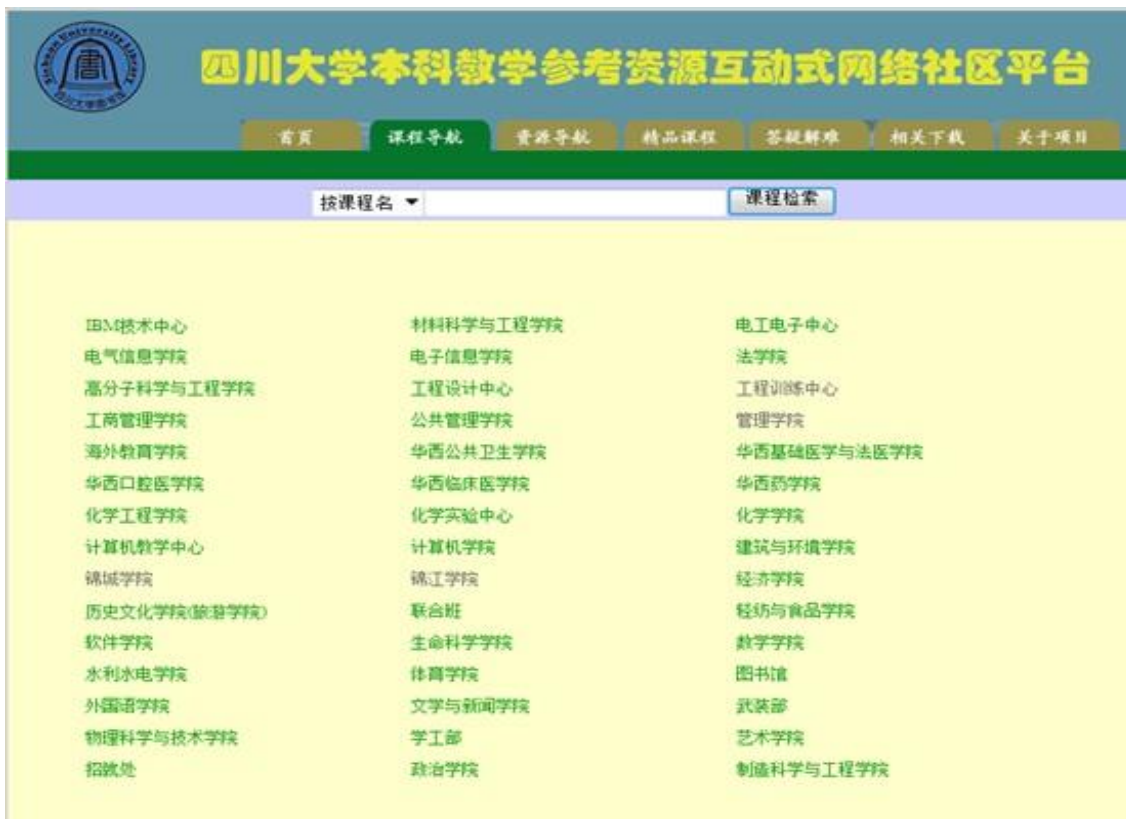 Sichuan University Library
書
四川大学图书馆
四川大学本科教学参考资源互动式网络社区平台
首页 课程导航 资源导航 精品课程 答疑解难 相关下载 关于项目
按课程名 课程检索
IBM技术中心 材料科学与工程学院 电工电子中心
电气信息学院 电子信息学院 法学院
高分子科学与工程学院 工程设计中心 工程训练中心
工商管理学院 公共管理学院 管理学院
海外教育学院 华西公共卫生学院 华西基础医学与法医学院
华西口腔医学院 华西临床医学院 华西药学院
化学工程学院 化学实验中心 化学学院
计算机教学中心 计算机学院 建筑与环境学院
锦城学院 锦江学院 经济学院
历史文化学院(旅游学院) 联合班 轻纺与食品学院
软件学院 生命科学学院 数学学院
水利水电学院 体育学院 图书馆
外国语学院 文学与新闻学院 武装部
物理科学与技术学院 学工部 艺术学院
招就处 政治学院 制造科学与工程学院